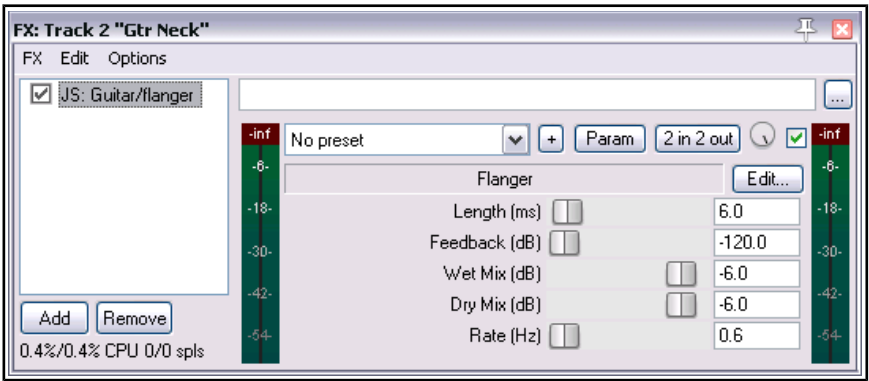 FX: Track 2 "Gtr Neck"
FX Edit Options
JS: Guitar/flanger
...
-inf No preset + Param 2 in 2 out -inf
-6- -6-
Flanger Edit...
-18- Length (ms) 6.0 -18-
Feedback (dB) -120.0
-30- -30-
Wet Mix (dB) -6.0
-42- -42-
Dry Mix (dB) -6.0
Add Remove
-54- Rate (Hz) 0.6 -54-
0.4%/0.4% CPU 0/0 spls